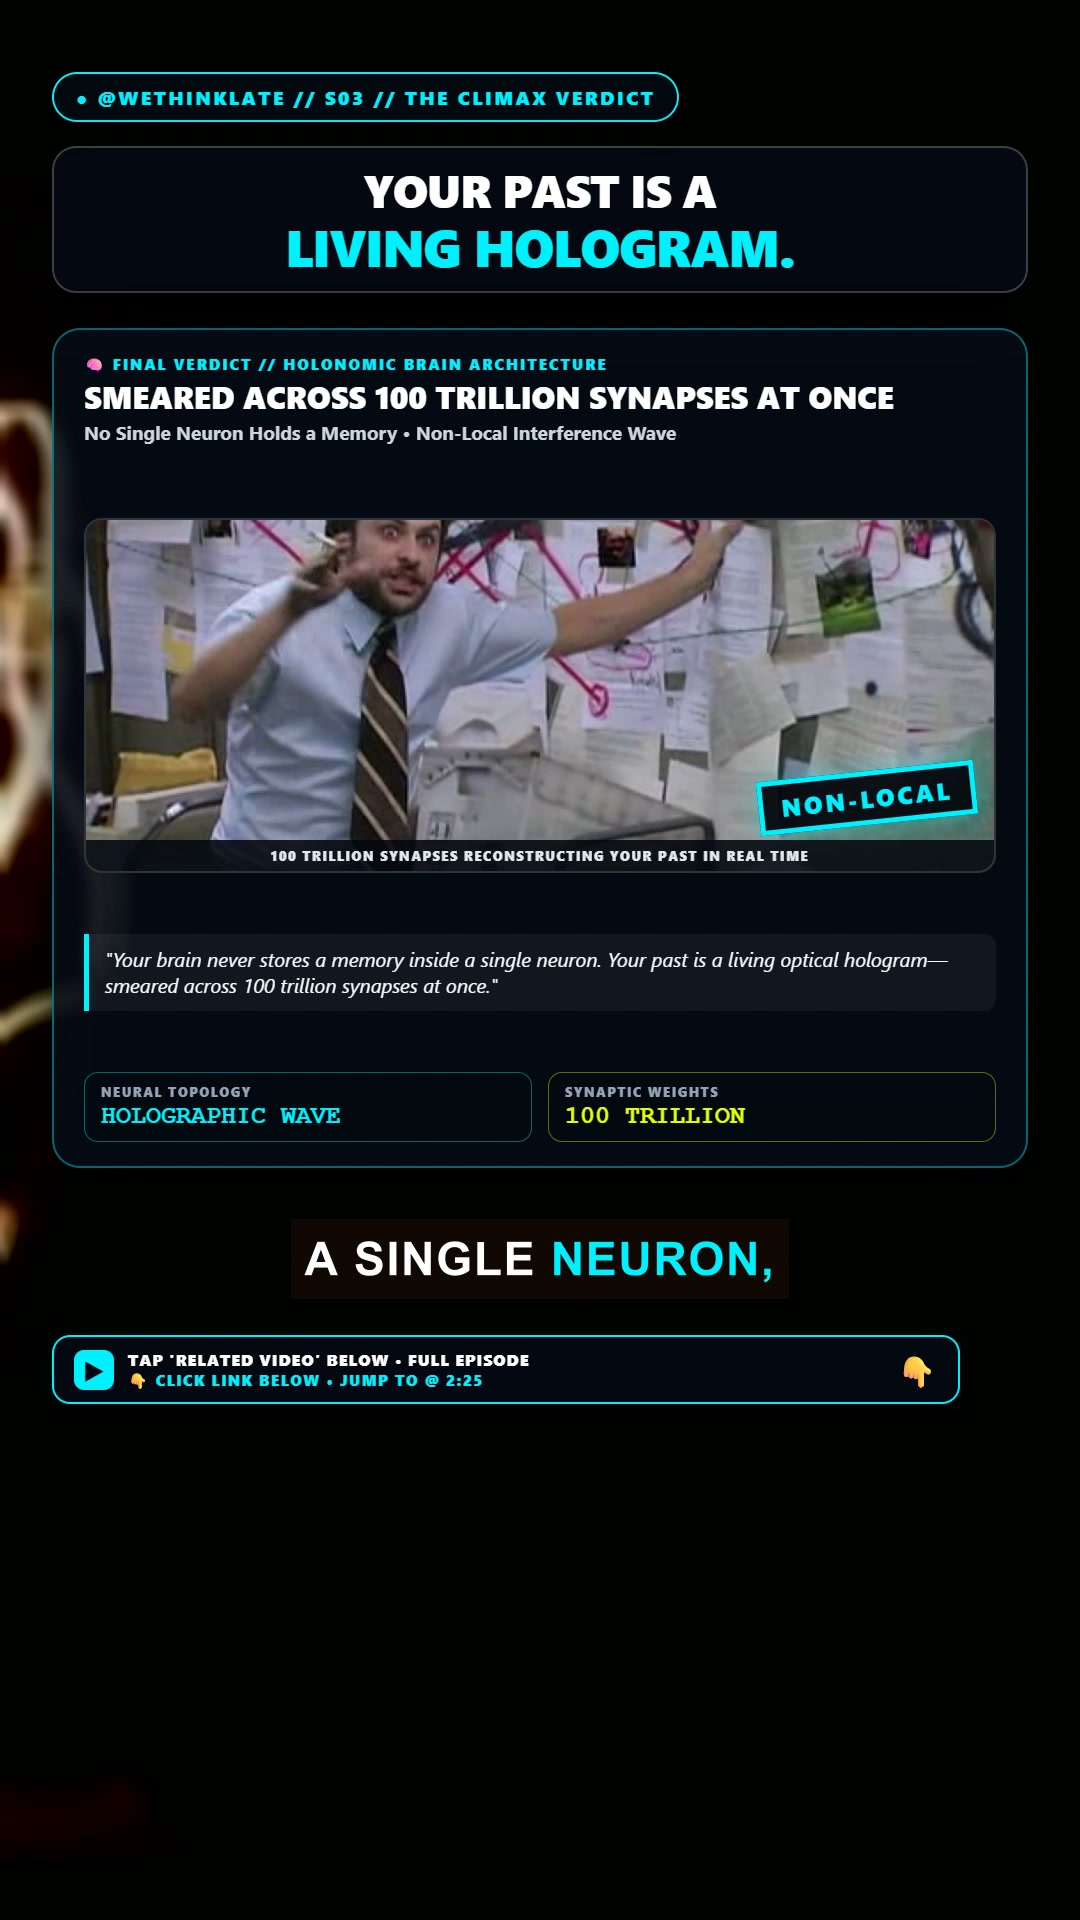 • @WETHINKLATE // S03 // THE CLIMAX VERDICT
YOUR PAST IS A
LIVING HOLOGRAM.
🧠 FINAL VERDICT // HOLONOMIC BRAIN ARCHITECTURE
SMEARED ACROSS 100 TRILLION SYNAPSES AT ONCE
No Single Neuron Holds a Memory • Non-Local Interference Wave
NON-LOCAL
100 TRILLION SYNAPSES RECONSTRUCTING YOUR PAST IN REAL TIME
"Your brain never stores a memory inside a single neuron. Your past is a living optical hologram—
smeared across 100 trillion synapses at once."
NEURAL TOPOLOGY
HOLOGRAPHIC WAVE
SYNAPTIC WEIGHTS
100 TRILLION
A SINGLE NEURON,
TAP 'RELATED VIDEO' BELOW • FULL EPISODE
👇 CLICK LINK BELOW • JUMP TO @ 2:25